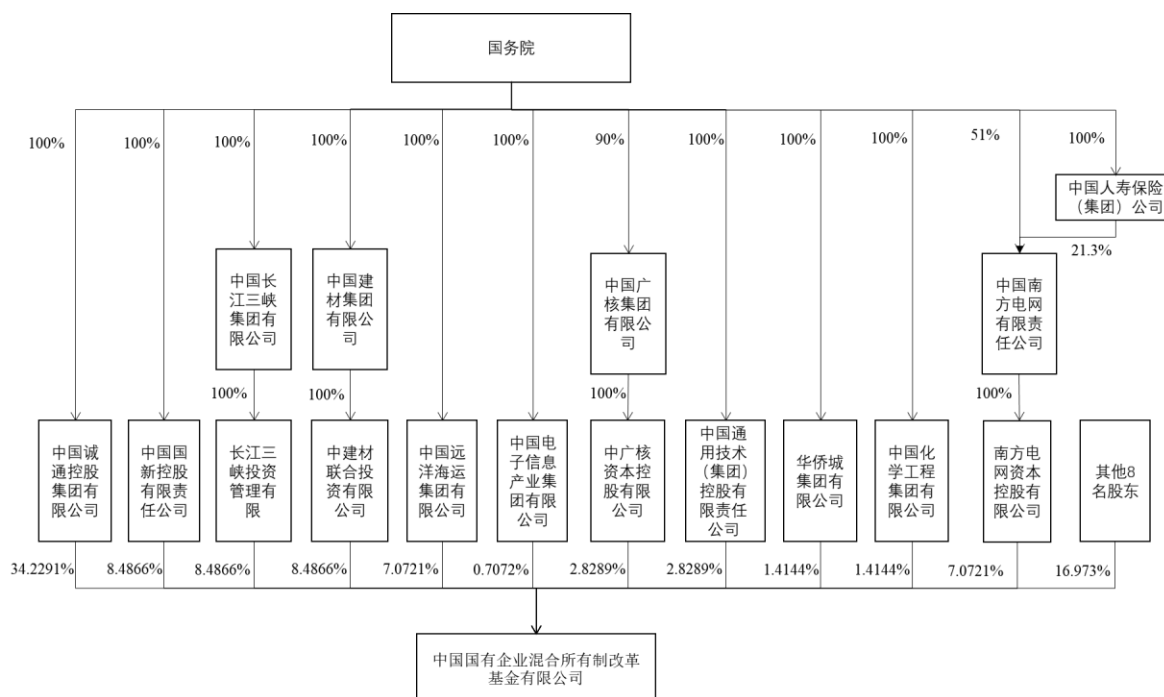 国务院
100%
100%
100%
100%
100%
100%
90%
100%
100%
100%
51%
100%
中国人寿保险
（集团）公司
21.3%
中国长
江三峡
集团有
限公司
中国建
材集团
有限公
司
中国广
核集团
有限公
司
中国南
方电网
有限责
任公司
100%
100%
100%
100%
中国诚
通控股
集团有
限公司
中国国
新控股
有限责
任公司
长江三
峡投资
管理有
限
中建材
联合投
资有限
公司
中国远
洋海运
集团有
限公司
中国电
子信息
产业集
团有限
公司
中广核
资本控
股有限
公司
中国通
用技术
（集团）
控股有
限责任
公司
华侨城
集团有
限公司
中国化
学工程
集团有
限公司
南方电
网资本
控股有
限公司
其他8
名股东
34.2291%
8.4866%
8.4866%
8.4866%
7.0721%
0.7072%
2.8289%
2.8289%
1.4144%
1.4144%
7.0721%
16.973%
中国国有企业混合所有制改革
基金有限公司